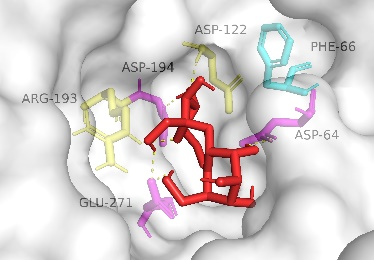 ASP-122
PHE-66
ASP-194
ARG-193
ASP-64
GLU-271